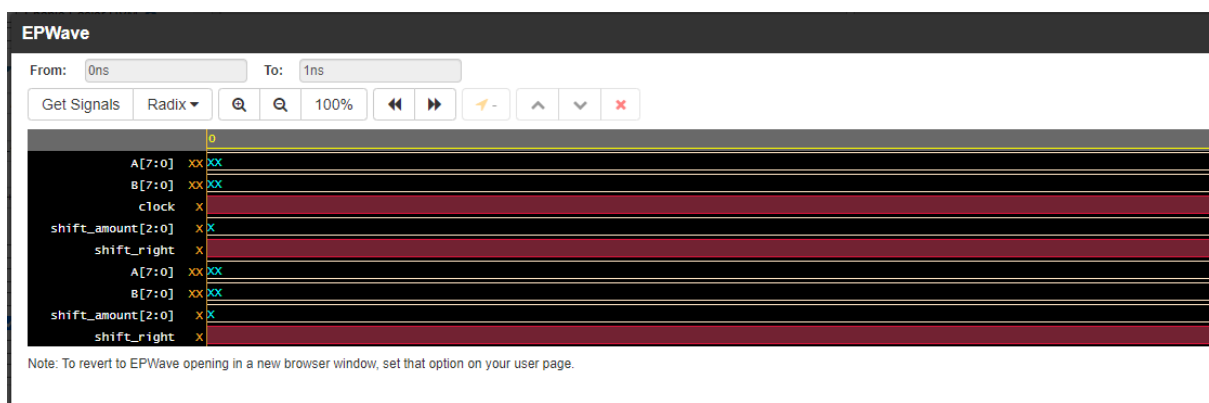 EPWave
From: 0ns To: 1ns
Get Signals Radix 100% -
0
A[7:0] XX XX
B[7:0] XX XX
clock X
shift_amount[2:0] X X
shift_right X
A[7:0] XX XX
B[7:0] XX XX
shift_amount[2:0] X X
shift_right X
Note: To revert to EPWave opening in a new browser window, set that option on your user page.